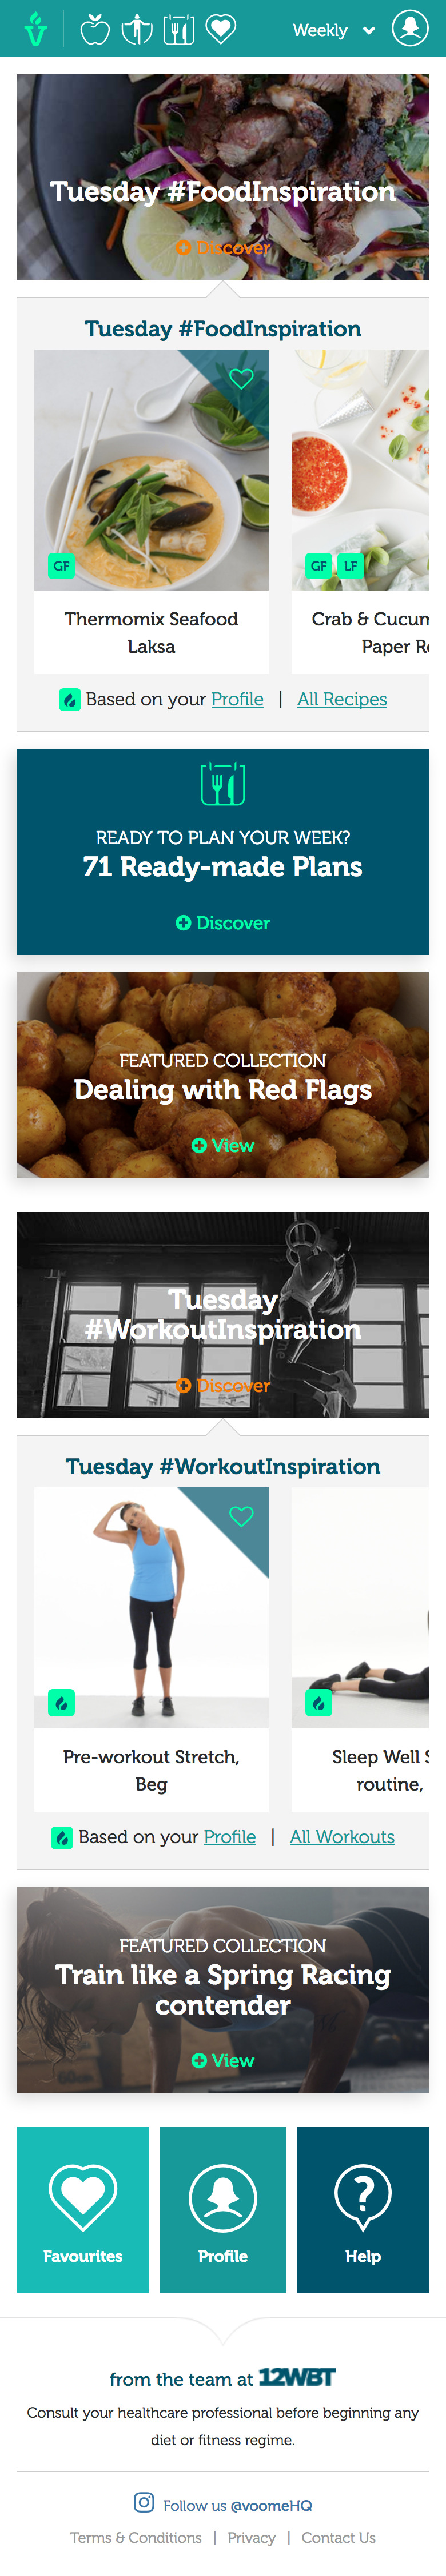 Weekly
Tuesday #FoodInspiration
Discover
Tuesday #FoodInspiration
GF
GF LF
Thermomix Seafood
Laksa
Crab & Cucum
Paper R
Based on your Profile | All Recipes
READY TO PLAN YOUR WEEK?
71 Ready-made Plans
Discover
FEATURED COLLECTION
Dealing with Red Flags
View
Tuesday
#WorkoutInspiration
Discover
Tuesday #WorkoutInspiration
Pre-workout Stretch,
Beg
Sleep Well S
routine,
Based on your Profile | All Workouts
FEATURED COLLECTION
Train like a Spring Racing
contender
View
Favourites
Profile
Help
from the team at 12WBT
Consult your healthcare professional before beginning any
diet or fitness regime.
Follow us @voomeHQ
Terms & Conditions | Privacy | Contact Us